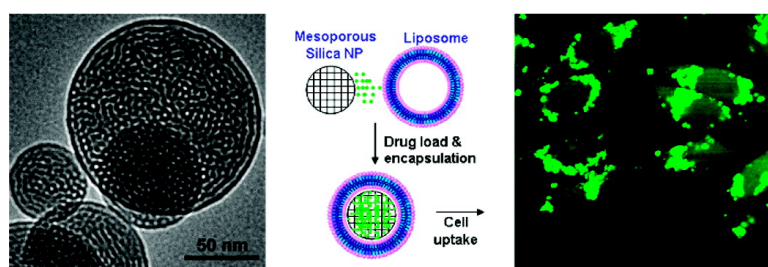 Mesoporous
Silica NP
Liposome
Drug load &
encapsulation
Cell
uptake
50 nm